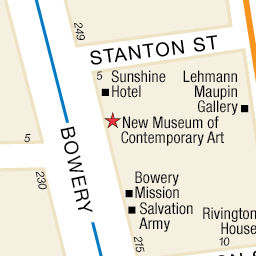 249
STANTON ST
5
Sunshine
Hotel
Lehmann
Maupin
Gallery
New Museum of
Contemporary Art
5
BOWERY
230
Bowery
Mission
Salvation
Army
Rivington
House
10
215